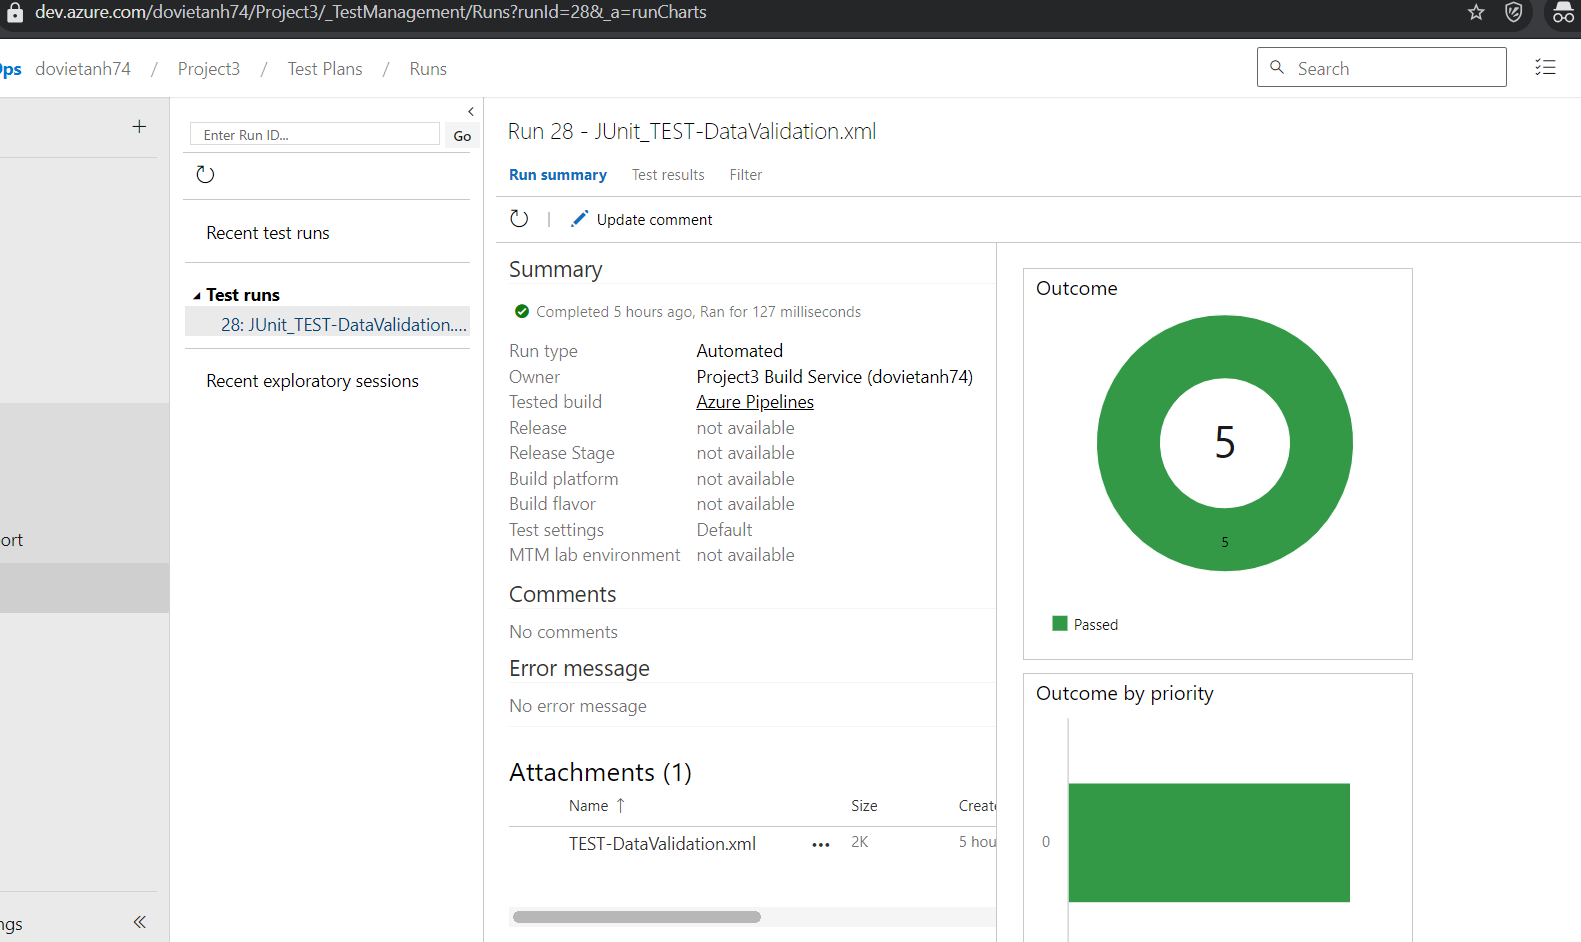 dev.azure.com/dovietanh74/Project3/_TestManagement/Runs?runId=28&_a=runCharts
ps dovietanh74 / Project3 / Test Plans / Runs
Search
Enter Run ID...
Go
Recent test runs
Test runs
28: JUnit_TEST-DataValidation....
Recent exploratory sessions
ort
ngs
Run 28 - JUnit_TEST-DataValidation.xml
Run summary Test results Filter
Update comment
Summary
Completed 5 hours ago, Ran for 127 milliseconds
Run type Automated
Owner Project3 Build Service (dovietanh74)
Tested build Azure Pipelines
Release not available
Release Stage not available
Build platform not available
Build flavor not available
Test settings Default
MTM lab environment not available
Comments
No comments
Error message
No error message
Attachments (1)
Name ↑ Size Create
TEST-DataValidation.xml ... 2K 5 hou
Outcome
5
5
Passed
Outcome by priority
0